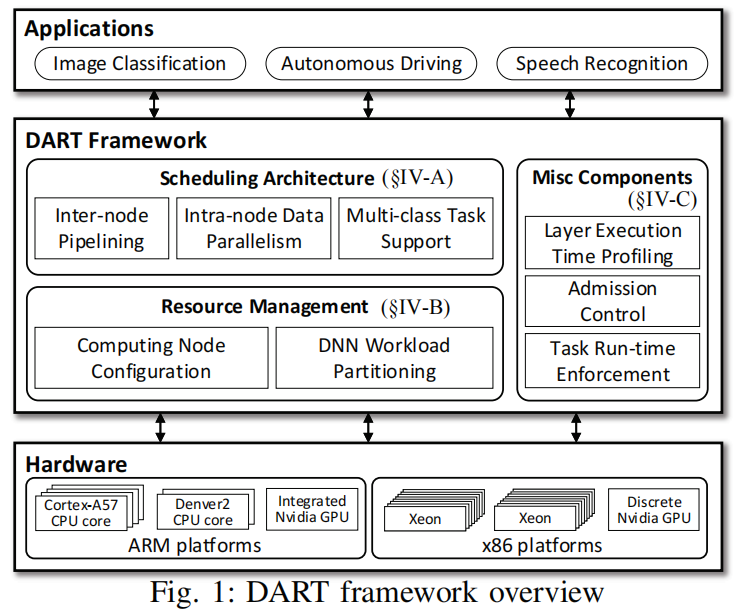 Applications
Image Classification
Autonomous Driving
Speech Recognition
DART Framework
Scheduling Architecture (§IV-A)
Inter-node
Pipelining
Intra-node Data
Parallelism
Multi-class Task
Support
Resource Management (§IV-B)
Computing Node
Configuration
DNN Workload
Partitioning
Misc Components
(§IV-C)
Layer Execution
Time Profiling
Admission
Control
Task Run-time
Enforcement
Hardware
Cortex-A57
CPU core
Denver2
CPU core
Integrated
Nvidia GPU
ARM platforms
Xeon
Xeon
Discrete
Nvidia GPU
x86 platforms
Fig. 1: DART framework overview